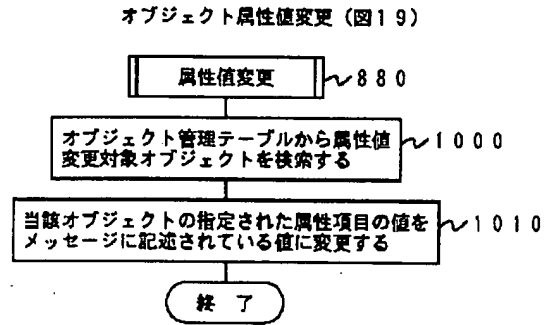 オブジェクト属性値変更（図１９）
属性値変更
８８０
オブジェクト管理テーブルから属性値
変更対象オブジェクトを検索する
１０００
当該オブジェクトの指定された属性項目の値を
メッセージに記述されている値に変更する
１０１０
終 了